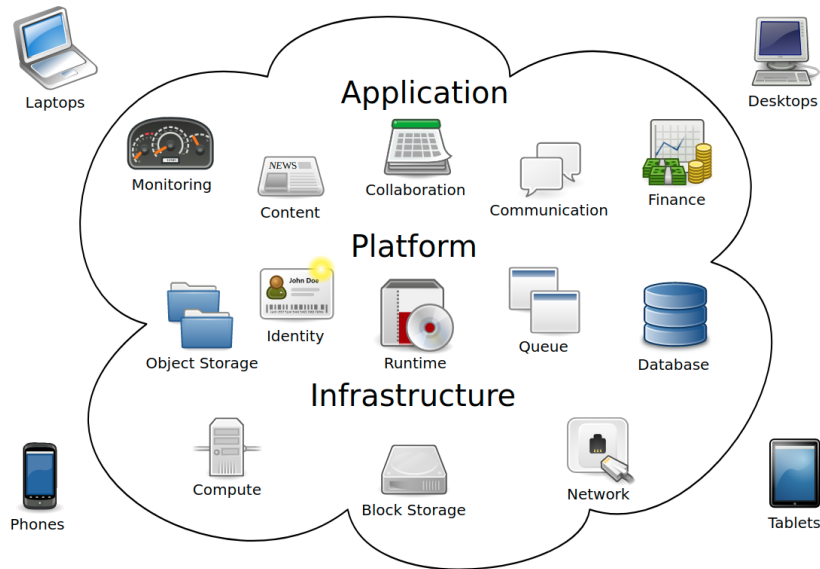 Laptops
Desktops
Application
Monitoring
NEWS
Content
Collaboration
Communication
Finance
Platform
Object Storage
John Doe
Identity
Runtime
Queue
Database
Infrastructure
Compute
Block Storage
Network
Phones
Tablets